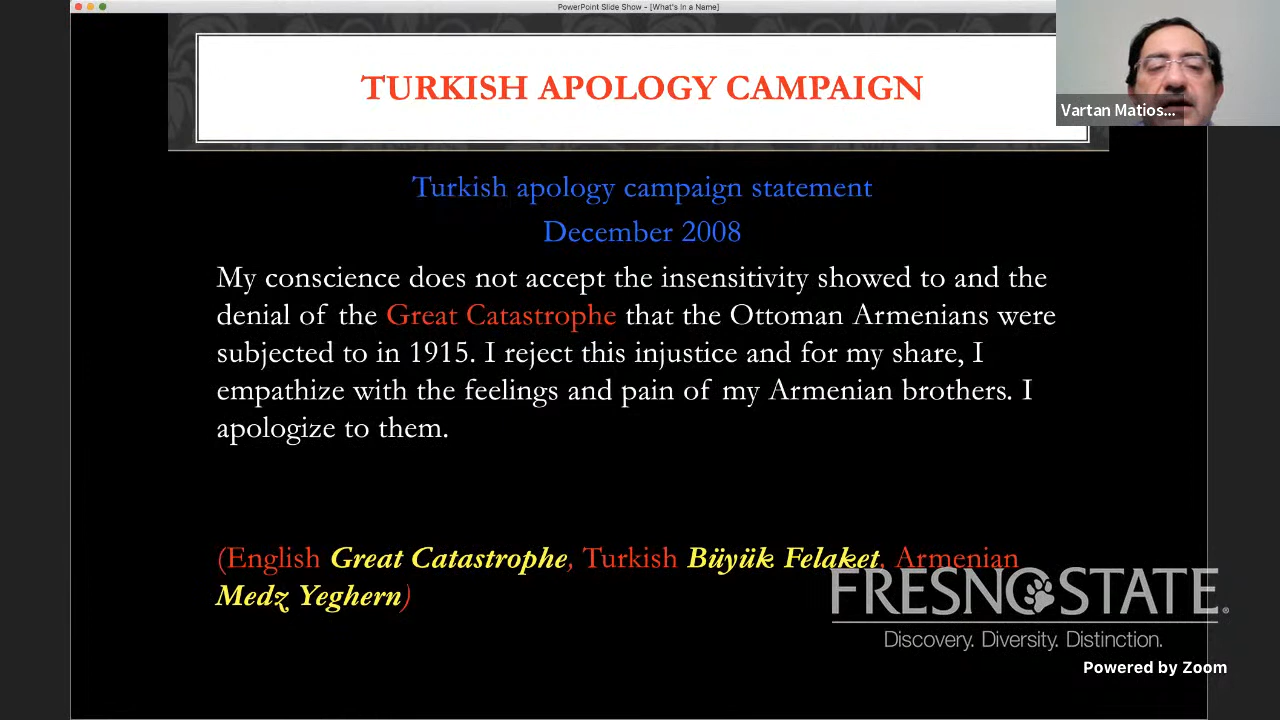 PowerPoint Slide Show - [What's In a Name]
TURKISH APOLOGY CAMPAIGN
Vartan Matios...
Turkish apology campaign statement
December 2008
My conscience does not accept the insensitivity showed to and the
denial of the Great Catastrophe that the Ottoman Armenians were
subjected to in 1915. I reject this injustice and for my share, I
empathize with the feelings and pain of my Armenian brothers. I
apologize to them.
(English Great Catastrophe, Turkish Büyük Felaket, Armenian
Medz Yeghern)
FRESNO STATE®
Discovery. Diversity. Distinction.
Powered by Zoom